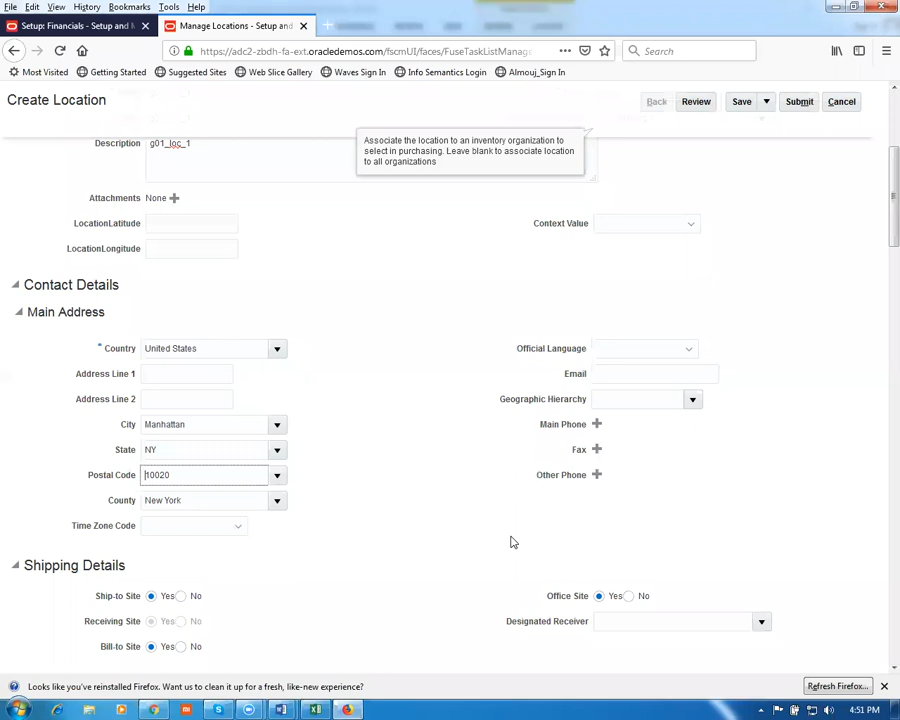 File Edit View History Bookmarks Tools Help
Setup: Financials - Setup and M
Manage Locations - Setup and
https://adc2-zbdh-fa-ext.oracledemos.com/fscmUI/faces/FuseTaskListManage
Search
Most Visited Getting Started Suggested Sites Web Slice Gallery Waves Sign In Info Semantics Login Almouj_Sign In
Create Location
Back Review Save Submit Cancel
Associate the location to an inventory organization to
select in purchasing. Leave blank to associate location
to all organizations
Description g01_loc_1
Attachments None
LocationLatitude
Context Value
LocationLongitude
Contact Details
Main Address
* Country United States
Official Language
Address Line 1
Email
Address Line 2
Geographic Hierarchy
City Manhattan
Main Phone
State NY
Fax
Postal Code 10020
Other Phone
County New York
Time Zone Code
Shipping Details
Ship-to Site Yes No
Office Site Yes No
Receiving Site Yes No
Designated Receiver
Bill-to Site Yes No
Looks like you've reinstalled Firefox. Want us to clean it up for a fresh, like-new experience?
Refresh Firefox...
4:51 PM